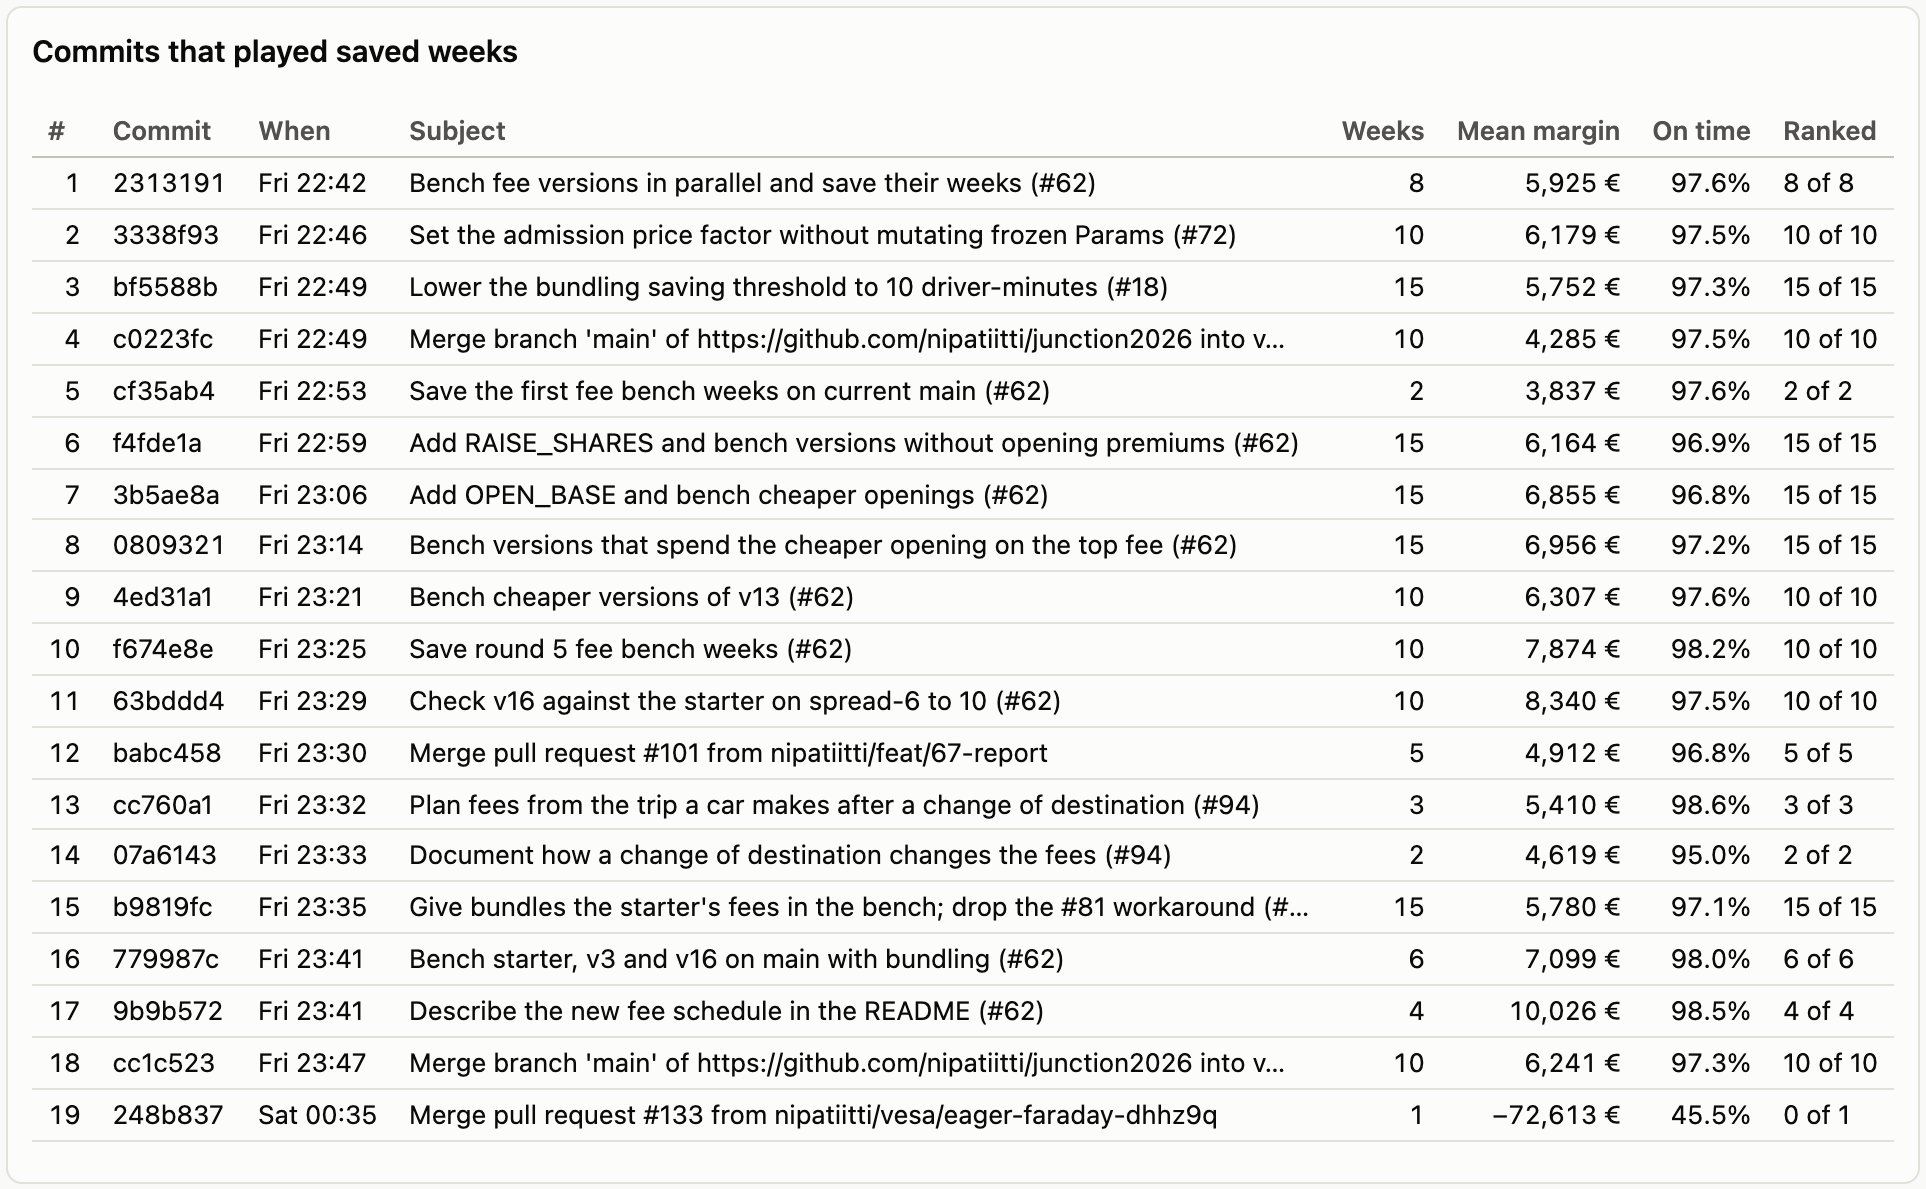 Commits that played saved weeks
# Commit When Subject Weeks Mean margin On time Ranked
1 2313191 Fri 22:42 Bench fee versions in parallel and save their weeks (#62) 8 5,925 € 97.6% 8 of 8
2 3338f93 Fri 22:46 Set the admission price factor without mutating frozen Params (#72) 10 6,179 € 97.5% 10 of 10
3 bf5588b Fri 22:49 Lower the bundling saving threshold to 10 driver-minutes (#18) 15 5,752 € 97.3% 15 of 15
4 c0223fc Fri 22:49 Merge branch 'main' of https://github.com/nipatiitti/junction2026 into v... 10 4,285 € 97.5% 10 of 10
5 cf35ab4 Fri 22:53 Save the first fee bench weeks on current main (#62) 2 3,837 € 97.6% 2 of 2
6 f4fde1a Fri 22:59 Add RAISE_SHARES and bench versions without opening premiums (#62) 15 6,164 € 96.9% 15 of 15
7 3b5ae8a Fri 23:06 Add OPEN_BASE and bench cheaper openings (#62) 15 6,855 € 96.8% 15 of 15
8 0809321 Fri 23:14 Bench versions that spend the cheaper opening on the top fee (#62) 15 6,956 € 97.2% 15 of 15
9 4ed31a1 Fri 23:21 Bench cheaper versions of v13 (#62) 10 6,307 € 97.6% 10 of 10
10 f674e8e Fri 23:25 Save round 5 fee bench weeks (#62) 10 7,874 € 98.2% 10 of 10
11 63bddd4 Fri 23:29 Check v16 against the starter on spread-6 to 10 (#62) 10 8,340 € 97.5% 10 of 10
12 babc458 Fri 23:30 Merge pull request #101 from nipatiitti/feat/67-report 5 4,912 € 96.8% 5 of 5
13 cc760a1 Fri 23:32 Plan fees from the trip a car makes after a change of destination (#94) 3 5,410 € 98.6% 3 of 3
14 07a6143 Fri 23:33 Document how a change of destination changes the fees (#94) 2 4,619 € 95.0% 2 of 2
15 b9819fc Fri 23:35 Give bundles the starter's fees in the bench; drop the #81 workaround (#... 15 5,780 € 97.1% 15 of 15
16 779987c Fri 23:41 Bench starter, v3 and v16 on main with bundling (#62) 6 7,099 € 98.0% 6 of 6
17 9b9b572 Fri 23:41 Describe the new fee schedule in the README (#62) 4 10,026 € 98.5% 4 of 4
18 cc1c523 Fri 23:47 Merge branch 'main' of https://github.com/nipatiitti/junction2026 into v... 10 6,241 € 97.3% 10 of 10
19 248b837 Sat 00:35 Merge pull request #133 from nipatiitti/vesa/eager-faraday-dhhz9q 1 −72,613 € 45.5% 0 of 1